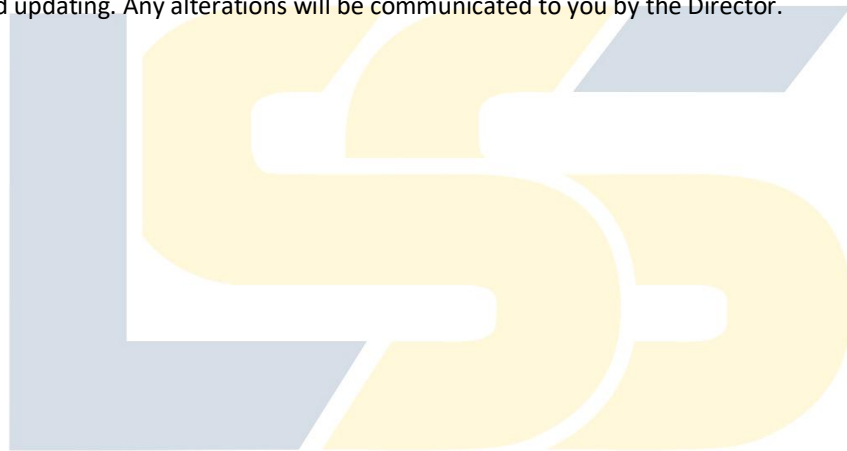 d updating. Any alterations will be communicated to you by the Director.
LSS